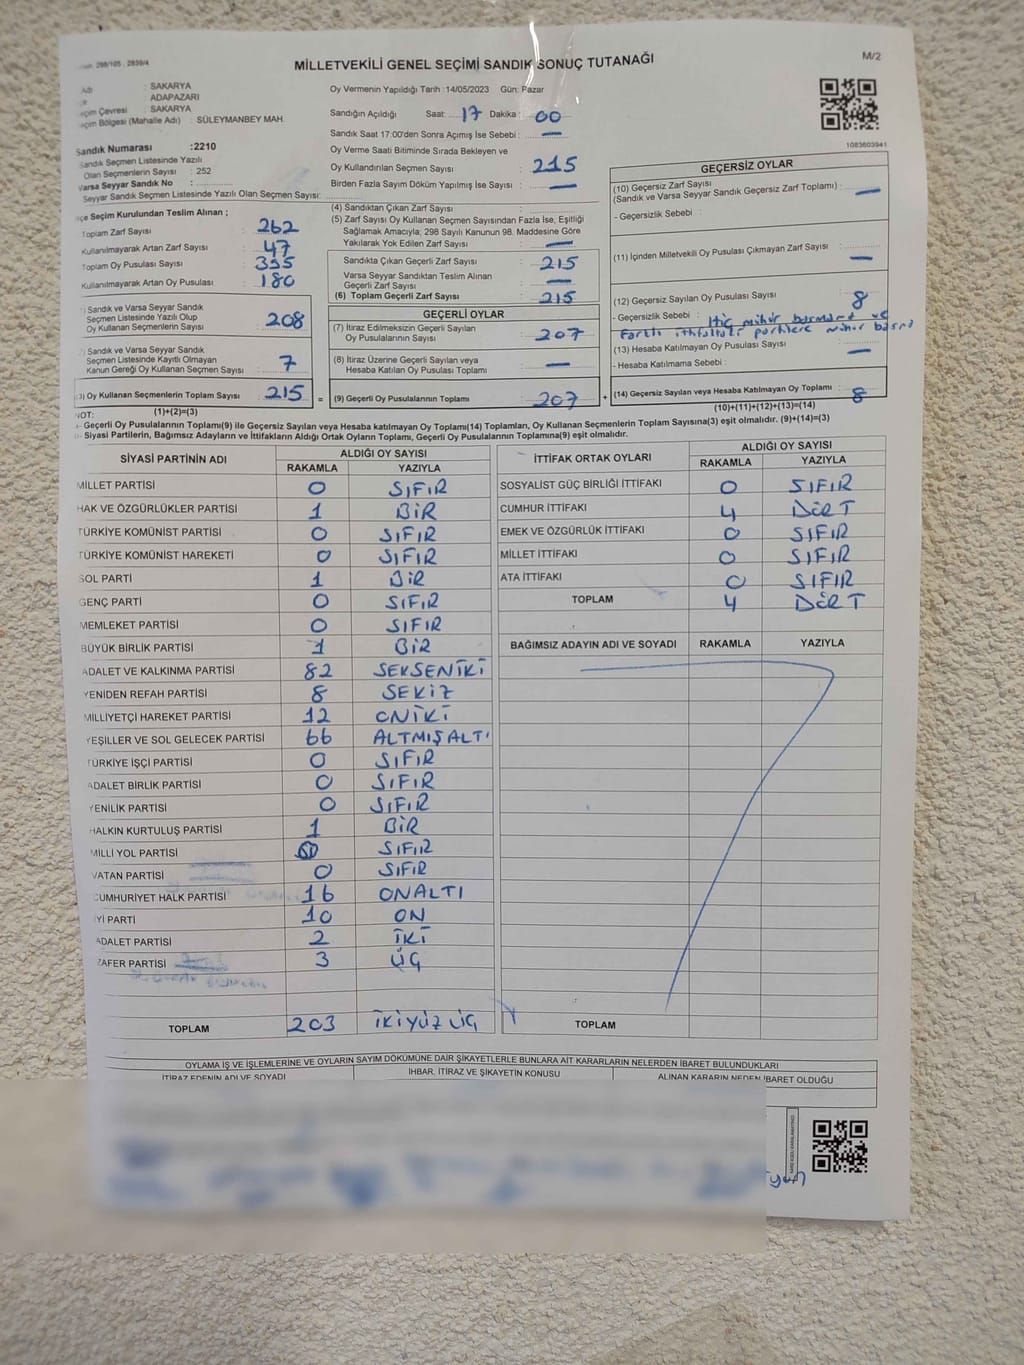 298/105 . 2839/4
MİLLETVEKİLİ GENEL SEÇİMİ SANDIK SONUÇ TUTANAĞI
M/2
Adı : SAKARYA
: ADAPAZARI
Seçim Çevresi : SAKARYA
Seçim Bölgesi (Mahalle Adı) : SÜLEYMANBEY MAH.
Sandık Numarası :2210
Sandık Seçmen Listesinde Yazılı
Olan Seçmenlerin Sayısı : 252
Varsa Seyyar Sandık No :
Seyyar Sandık Seçmen Listesinde Yazılı Olan Seçmen Sayısı:
Oy Vermenin Yapıldığı Tarih :14/05/2023 Gün: Pazar
Sandığın Açıldığı Saat: 17 Dakika : 00
Sandık Saat 17:00'den Sonra Açımış İse Sebebi : —
Oy Verme Saati Bitiminde Sırada Bekleyen ve
Oy Kullandırılan Seçmen Sayısı : 215
Birden Fazla Sayım Döküm Yapılmış İse Sayısı : —
1083603941
İlçe Seçim Kurulundan Teslim Alınan ;
Toplam Zarf Sayısı : 262
Kullanılmayarak Artan Zarf Sayısı : 47
Toplam Oy Pusulası Sayısı : 395
Kullanılmayarak Artan Oy Pusulası : 180
(4) Sandıktan Çıkan Zarf Sayısı :
(5) Zarf Sayısı Oy Kullanan Seçmen Sayısından Fazla İse, Eşitliği
Sağlamak Amacıyla; 298 Sayılı Kanunun 98. Maddesine Göre
Yakılarak Yok Edilen Zarf Sayısı : —
Sandıkta Çıkan Geçerli Zarf Sayısı : 215
Varsa Seyyar Sandıktan Teslim Alınan
Geçerli Zarf Sayısı : —
(6) Toplam Geçerli Zarf Sayısı : 215
GEÇERSİZ OYLAR
(10) Geçersiz Zarf Sayısı
(Sandık ve Varsa Seyyar Sandık Geçersiz Zarf Toplamı) : —
- Geçersizlik Sebebi :
(11) İçinden Milletvekili Oy Pusulası Çıkmayan Zarf Sayısı : —
(12) Geçersiz Sayılan Oy Pusulası Sayısı : 8
- Geçersizlik Sebebi : Hiç mühür basmama ve
Farklı ittifaktaki partilere mühür basma
(13) Hesaba Katılmayan Oy Pusulası Sayısı : —
- Hesaba Katılmama Sebebi :
(14) Geçersiz Sayılan veya Hesaba Katılmayan Oy Toplamı : 8
(10)+(11)+(12)+(13)=(14)
1) Sandık ve Varsa Seyyar Sandık
Seçmen Listesinde Yazılı Olup
Oy Kullanan Seçmenlerin Sayısı : 208
2) Sandık ve Varsa Seyyar Sandık
Seçmen Listesinde Kayıtlı Olmayan
Kanun Gereği Oy Kullanan Seçmen Sayısı : 7
3) Oy Kullanan Seçmenlerin Toplam Sayısı : 215 =
(1)+(2)=(3)
GEÇERLİ OYLAR
(7) İtiraz Edilmeksizin Geçerli Sayılan
Oy Pusulalarının Sayısı : 207
(8) İtiraz Üzerine Geçerli Sayılan veya
Hesaba Katılan Oy Pusulası Toplamı : —
(9) Geçerli Oy Pusulalarının Toplamı : 207 +
NOT:
- Geçerli Oy Pusulalarının Toplamı(9) ile Geçersiz Sayılan veya Hesaba katılmayan Oy Toplamı(14) Toplamları, Oy Kullanan Seçmenlerin Toplam Sayısına(3) eşit olmalıdır. (9)+(14)=(3)
- Siyasi Partilerin, Bağımsız Adayların ve İttifakların Aldığı Ortak Oyların Toplamı, Geçerli Oy Pusulalarının Toplamına(9) eşit olmalıdır.
SİYASİ PARTİNİN ADI ALDIĞI OY SAYISI
RAKAMLA YAZIYLA
MİLLET PARTİSİ 0 SIFIR
HAK VE ÖZGÜRLÜKLER PARTİSİ 1 BİR
TÜRKİYE KOMÜNİST PARTİSİ 0 SIFIR
TÜRKİYE KOMÜNİST HAREKETİ 0 SIFIR
SOL PARTİ 1 BİR
GENÇ PARTİ 0 SIFIR
MEMLEKET PARTİSİ 0 SIFIR
BÜYÜK BİRLİK PARTİSİ 1 BİR
ADALET VE KALKINMA PARTİSİ 82 SEKSENİKİ
YENİDEN REFAH PARTİSİ 8 SEKİZ
MİLLİYETÇİ HAREKET PARTİSİ 12 ONİKİ
YEŞİLLER VE SOL GELECEK PARTİSİ 66 ALTMIŞALTI
TÜRKİYE İŞÇİ PARTİSİ 0 SIFIR
ADALET BİRLİK PARTİSİ 0 SIFIR
YENİLİK PARTİSİ 0 SIFIR
HALKIN KURTULUŞ PARTİSİ 1 BİR
MİLLİ YOL PARTİSİ 0 SIFIR
VATAN PARTİSİ 0 SIFIR
CUMHURİYET HALK PARTİSİ 16 ONALTI
İYİ PARTİ 10 ON
ADALET PARTİSİ 2 İKİ
ZAFER PARTİSİ 3 ÜÇ
TOPLAM 203 İKİYÜZ ÜÇ
İTTİFAK ORTAK OYLARI ALDIĞI OY SAYISI
RAKAMLA YAZIYLA
SOSYALİST GÜÇ BİRLİĞİ İTTİFAKI 0 SIFIR
CUMHUR İTTİFAKI 4 DÖRT
EMEK VE ÖZGÜRLÜK İTTİFAKI 0 SIFIR
MİLLET İTTİFAKI 0 SIFIR
ATA İTTİFAKI 0 SIFIR
TOPLAM 4 DÖRT
BAĞIMSIZ ADAYIN ADI VE SOYADI RAKAMLA YAZIYLA
TOPLAM
OYLAMA İŞ VE İŞLEMLERİNE VE OYLARIN SAYIM DÖKÜMÜNE DAİR ŞİKAYETLERLE BUNLARA AİT KARARLARIN NELERDEN İBARET BULUNDUKLARI
İTİRAZ EDENİN ADI VE SOYADI İHBAR, İTİRAZ VE ŞİKAYETİN KONUSU ALINAN KARARIN NEDEN İBARET OLDUĞU